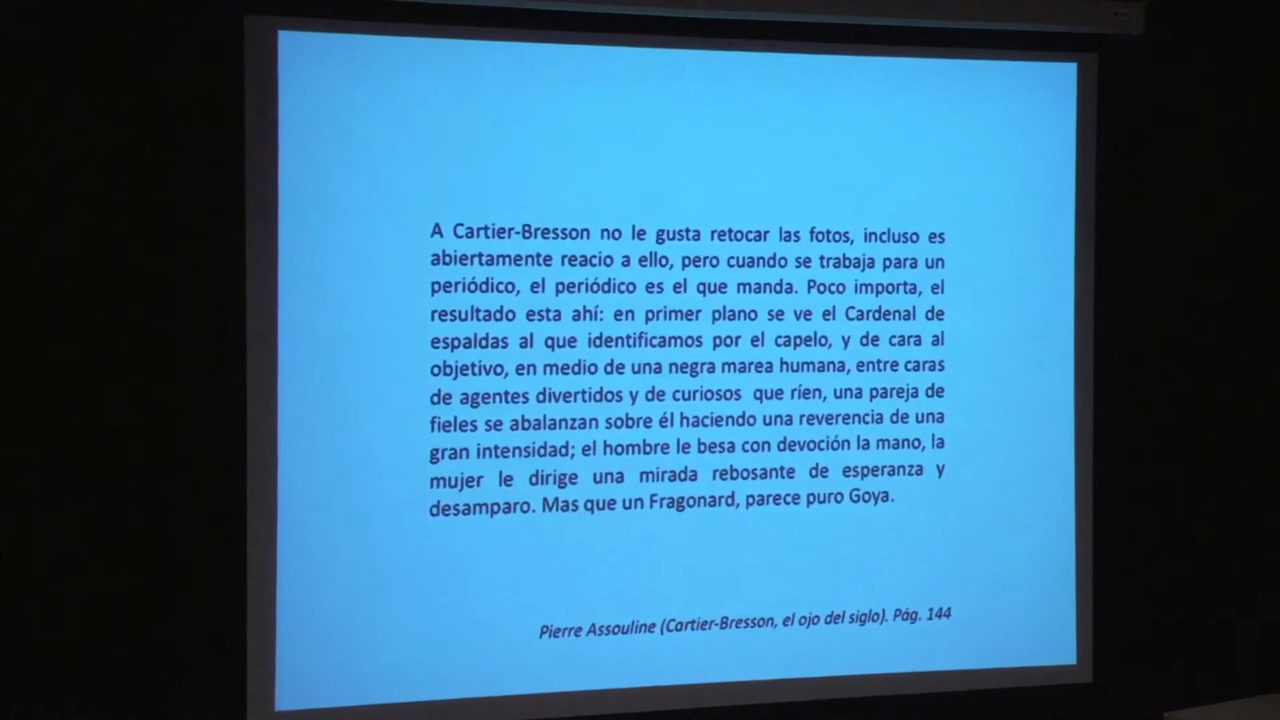 A Cartier-Bresson no le gusta retocar las fotos, incluso es
abiertamente reacio a ello, pero cuando se trabaja para un
periódico, el periódico es el que manda. Poco importa, el
resultado esta ahí: en primer plano se ve el Cardenal de
espaldas al que identificamos por el capelo, y de cara al
objetivo, en medio de una negra marea humana, entre caras
de agentes divertidos y de curiosos que ríen, una pareja de
fieles se abalanzan sobre él haciendo una reverencia de una
gran intensidad; el hombre le besa con devoción la mano, la
mujer le dirige una mirada rebosante de esperanza y
desamparo. Mas que un Fragonard, parece puro Goya.
Pierre Assouline (Cartier-Bresson, el ojo del siglo). Pág. 144